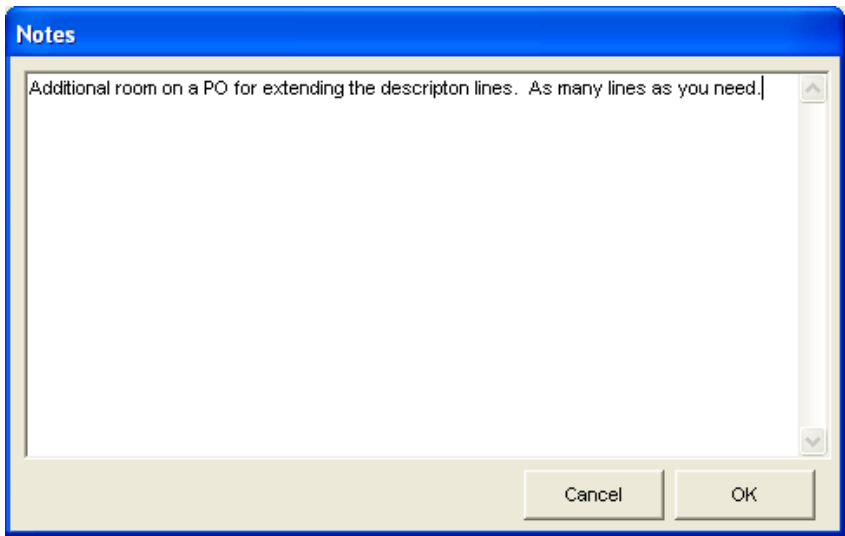 Notes
Additional room on a PO for extending the descripton lines.  As many lines as you need.
Cancel
OK